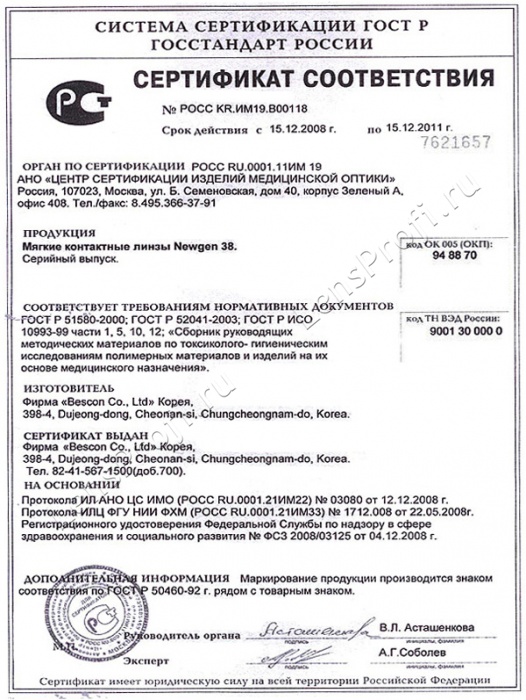 СИСТЕМА СЕРТИФИКАЦИИ ГОСТ Р
ГОССТАНДАРТ РОССИИ
СЕРТИФИКАТ СООТВЕТСТВИЯ
№ РОСС KR.ИМ19.В00118
Срок действия с 15.12.2008 г. по 15.12.2011 г.
7621657
ОРГАН ПО СЕРТИФИКАЦИИ РОСС RU.0001.11ИМ 19
АНО «ЦЕНТР СЕРТИФИКАЦИИ ИЗДЕЛИЙ МЕДИЦИНСКОЙ ОПТИКИ»
Россия, 107023, Москва, ул. Б. Семеновская, дом 40, корпус Зеленый А,
офис 408. Тел./факс: 8.495.366-37-91
ПРОДУКЦИЯ
Мягкие контактные линзы Newgen 38.
Серийный выпуск.
код ОК 005 (ОКП):
94 88 70
СООТВЕТСТВУЕТ ТРЕБОВАНИЯМ НОРМАТИВНЫХ ДОКУМЕНТОВ
ГОСТ Р 51580-2000; ГОСТ Р 52041-2003; ГОСТ Р ИСО
10993-99 части 1, 5, 10, 12; «Сборник руководящих
методических материалов по токсиколого- гигиеническим
исследованиям полимерных материалов и изделий на их
основе медицинского назначения».
код ТН ВЭД России:
9001 30 000 0
ИЗГОТОВИТЕЛЬ
Фирма «Bescon Co., Ltd» Корея,
398-4, Dujeong-dong, Cheonan-si, Chungcheongnam-do, Korea.
СЕРТИФИКАТ ВЫДАН
Фирма «Bescon Co., Ltd» Корея,
398-4, Dujeong-dong, Cheonan-si, Chungcheongnam-do, Korea.
Тел. 82-41-567-1500(доб.700).
НА ОСНОВАНИИ
Протокола ИЛ АНО ЦС ИМО (РОСС RU.0001.21ИМ22) № 03080 от 12.12.2008 г.
Протокола ИЛЦ ФГУ НИИ ФХМ (РОСС RU.0001.21ИМ33) № 1712.008 от 22.05.2008г.
Регистрационного удостоверения Федеральной Службы по надзору в сфере
здравоохранения и социального развития № ФСЗ 2008/03125 от 04.12.2008 г.
ДОПОЛНИТЕЛЬНАЯ ИНФОРМАЦИЯ Маркирование продукции производится знаком
соответствия по ГОСТ Р 50460-92 г. рядом с товарным знаком.
Руководитель органа
В.Л. Асташенкова
инициалы, фамилия
М.П.
Эксперт
А.Г.Соболев
инициалы, фамилия
Сертификат имеет юридическую силу на всей территории Российской Федерации
LensProfi.ru